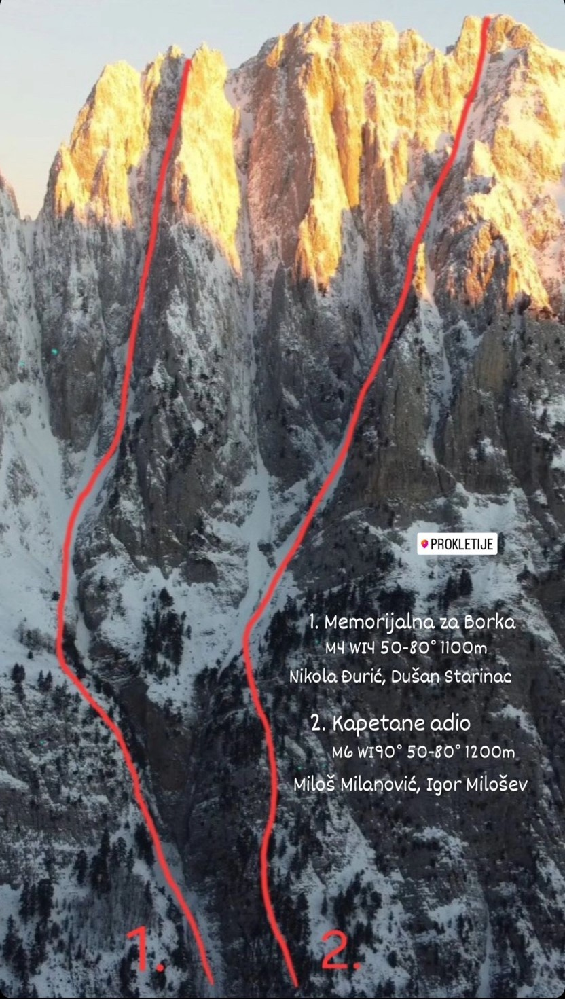 PROKLETIJE
1. Memorijalna za Borka
M4 WI4 50-80° 1100m
Nikola Đurić, Dušan Starinac
2. Kapetane adio
M6 WI90° 50-80° 1200m
Miloš Milanović, Igor Milošev
1. 2.